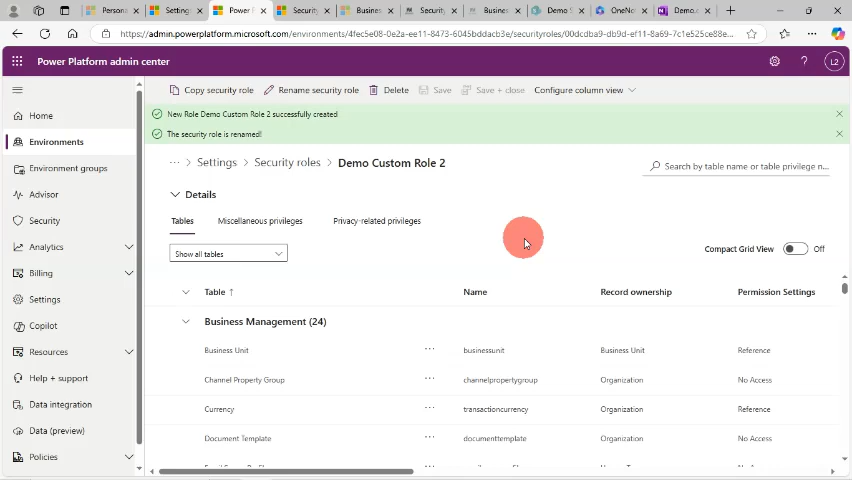 Persona
Setting:
Power P
Security
Busines
Security
Busines
Demo S
OneNot
Demo.c
https://admin.powerplatform.microsoft.com/environments/4fec5e08-0e2a-ee11-8473-6045bddacb3e/securityroles/00dcdba9-db9d-ef11-8a69-7c1e525ce88e...
Power Platform admin center
L2
Copy security role
Rename security role
Delete
Save
Save + close
Configure column view
Home
Environments
Environment groups
Advisor
Security
Analytics
Billing
Settings
Copilot
Resources
Help + support
Data integration
Data (preview)
Policies
New Role Demo Custom Role 2 successfully created
The security role is renamed!
··· > Settings > Security roles > Demo Custom Role 2
Search by table name or table privilege n...
Details
Tables Miscellaneous privileges Privacy-related privileges
Show all tables
Compact Grid View Off
Table ↑ Name Record ownership Permission Settings
Business Management (24)
Business Unit ··· businessunit Business Unit Reference
Channel Property Group ··· channelpropertygroup Organization No Access
Currency ··· transactioncurrency Organization Reference
Document Template ··· documenttemplate Organization No Access